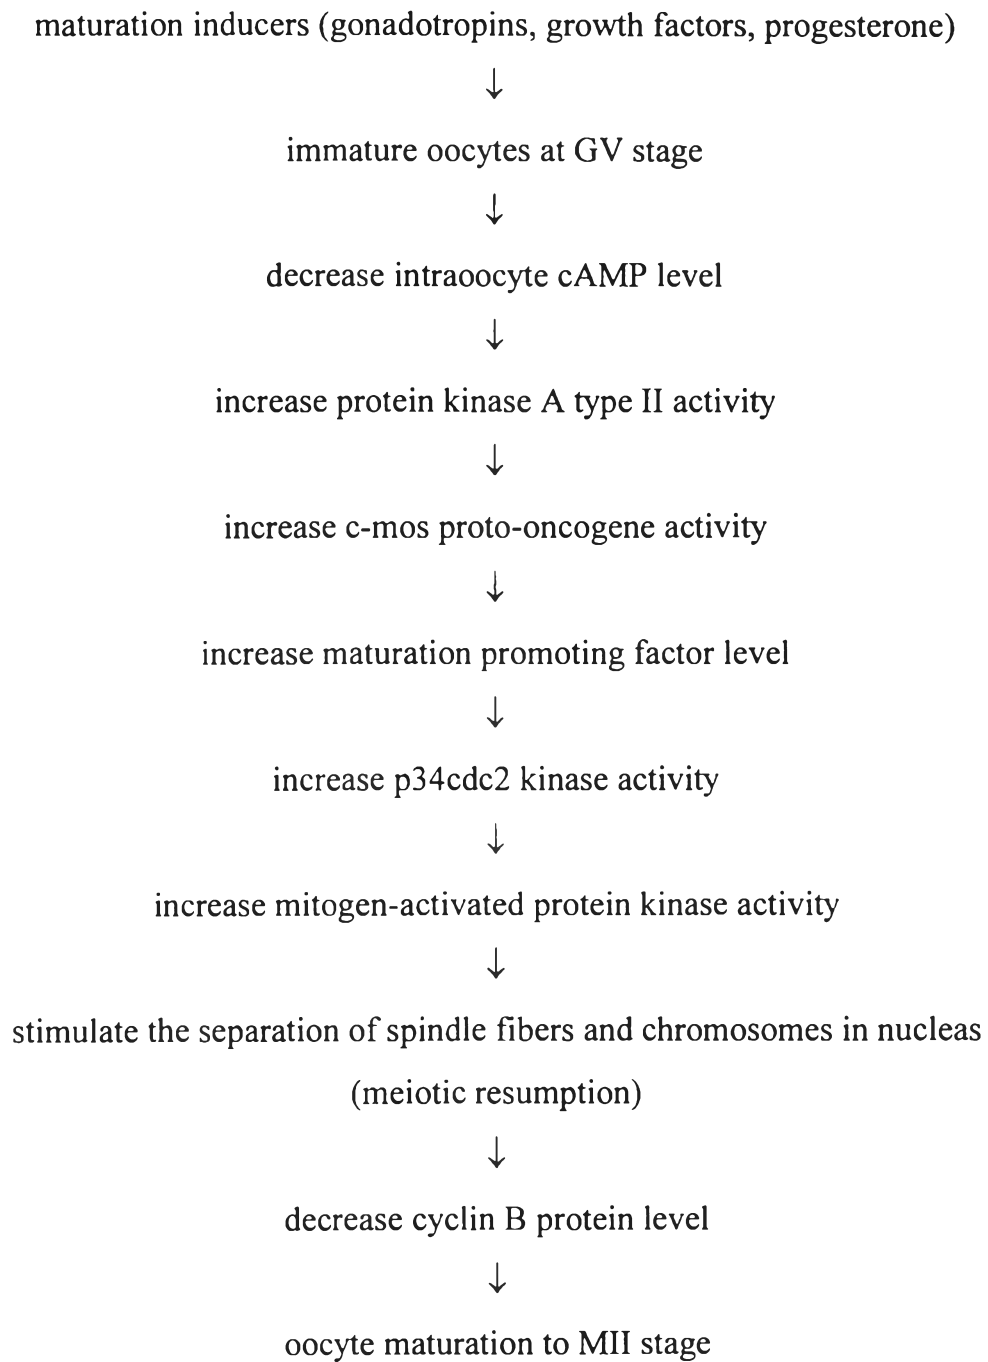 maturation inducers (gonadotropins, growth factors, progesterone)
↓
immature oocytes at GV stage
↓
decrease intraoocyte cAMP level
↓
increase protein kinase A type II activity
↓
increase c-mos proto-oncogene activity
↓
increase maturation promoting factor level
↓
increase p34cdc2 kinase activity
↓
increase mitogen-activated protein kinase activity
↓
stimulate the separation of spindle fibers and chromosomes in nucleas
(meiotic resumption)
↓
decrease cyclin B protein level
↓
oocyte maturation to MII stage